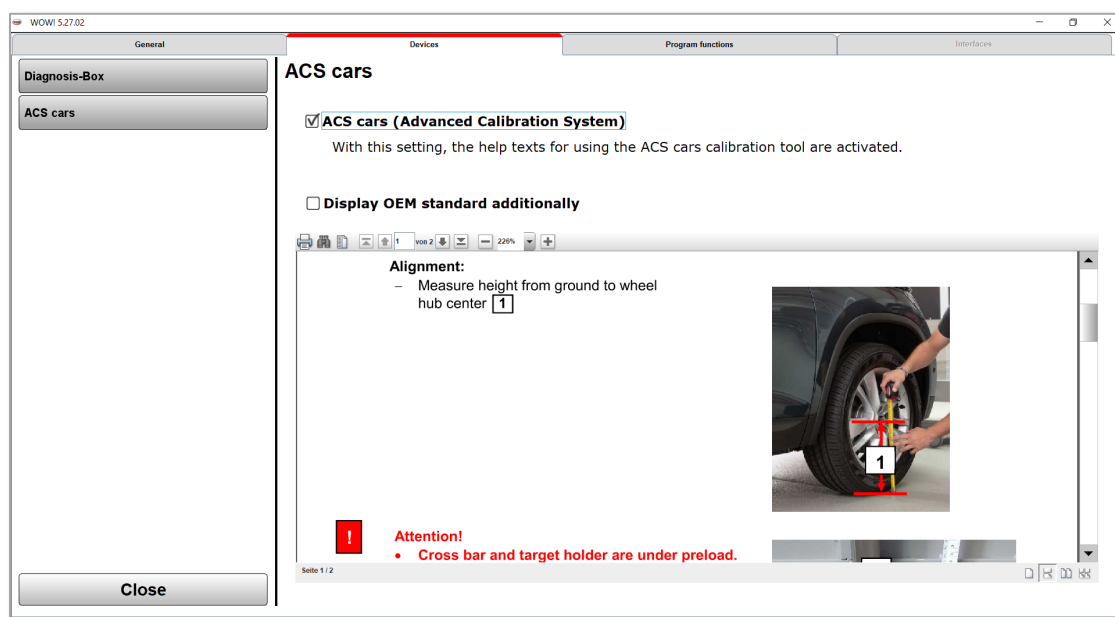 WOW! 5.27.02
General
Devices
Program functions
Interfaces
Diagnosis-Box
ACS cars
Close
ACS cars
ACS cars (Advanced Calibration System)
With this setting, the help texts for using the ACS cars calibration tool are activated.
Display OEM standard additionally
1 von 2 226%
Alignment:
– Measure height from ground to wheel
hub center 1
1
! Attention!
• Cross bar and target holder are under preload.
Seite 1 / 2